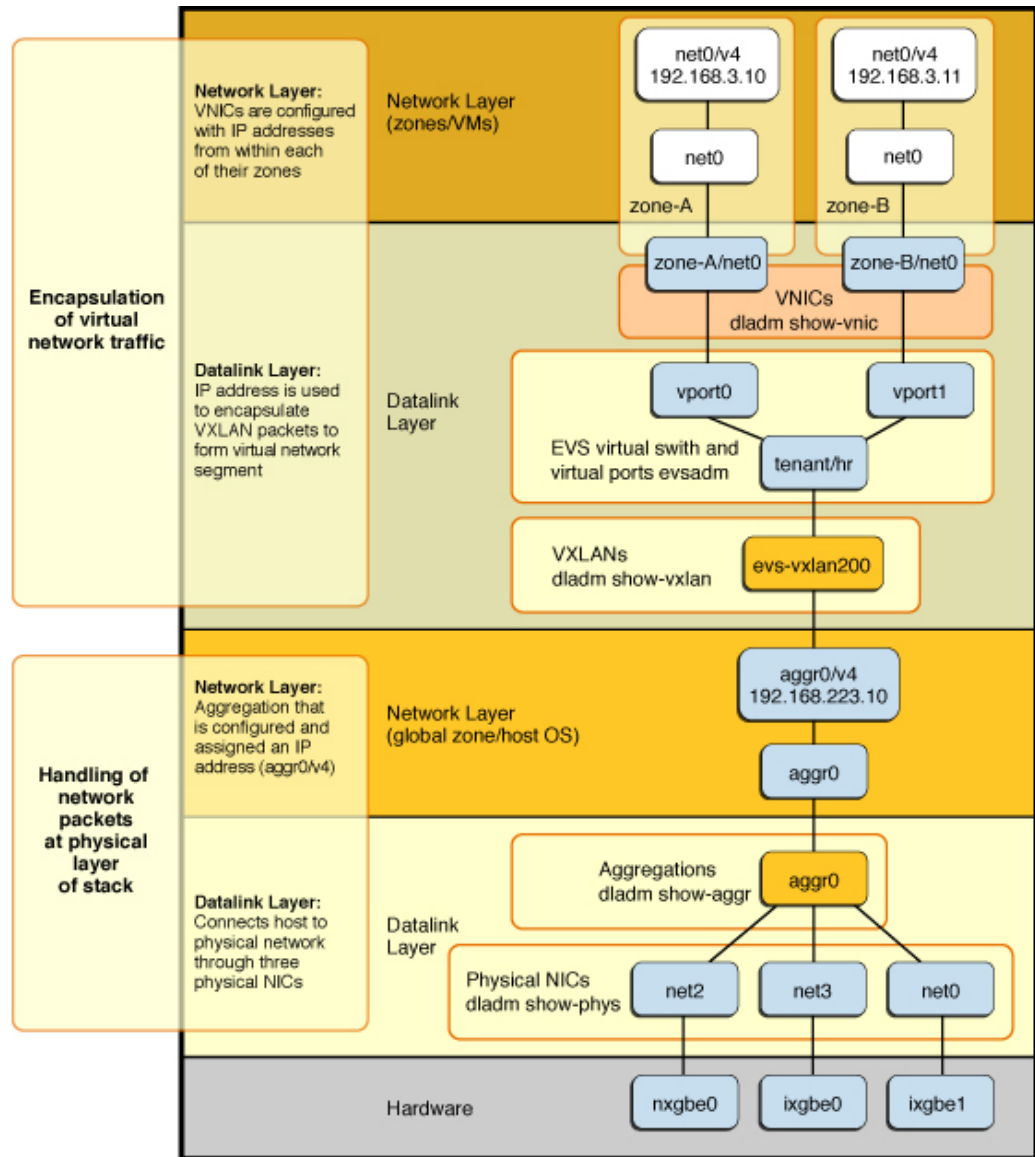 Encapsulation
of virtual
network traffic
Network Layer:
VNICs are configured
with IP addresses
from within each
of their zones
Network Layer
(zones/VMs)
net0/v4
192.168.3.10
net0
zone-A
net0/v4
192.168.3.11
net0
zone-B
Datalink Layer:
IP address is used
to encapsulate
VXLAN packets to
form virtual network
segment
Datalink
Layer
zone-A/net0
zone-B/net0
VNICs
dladm show-vnic
vport0
vport1
EVS virtual swith and
virtual ports evsadm
tenant/hr
VXLANs
dladm show-vxlan
evs-vxlan200
Handling of
network
packets
at physical
layer
of stack
Network Layer:
Aggregation that
is configured and
assigned an IP
address (aggr0/v4)
Network Layer
(global zone/host OS)
aggr0/v4
192.168.223.10
aggr0
Datalink Layer:
Connects host to
physical network
through three
physical NICs
Datalink
Layer
Aggregations
dladm show-aggr
aggr0
Physical NICs
dladm show-phys
net2
net3
net0
Hardware
nxgbe0
ixgbe0
ixgbe1